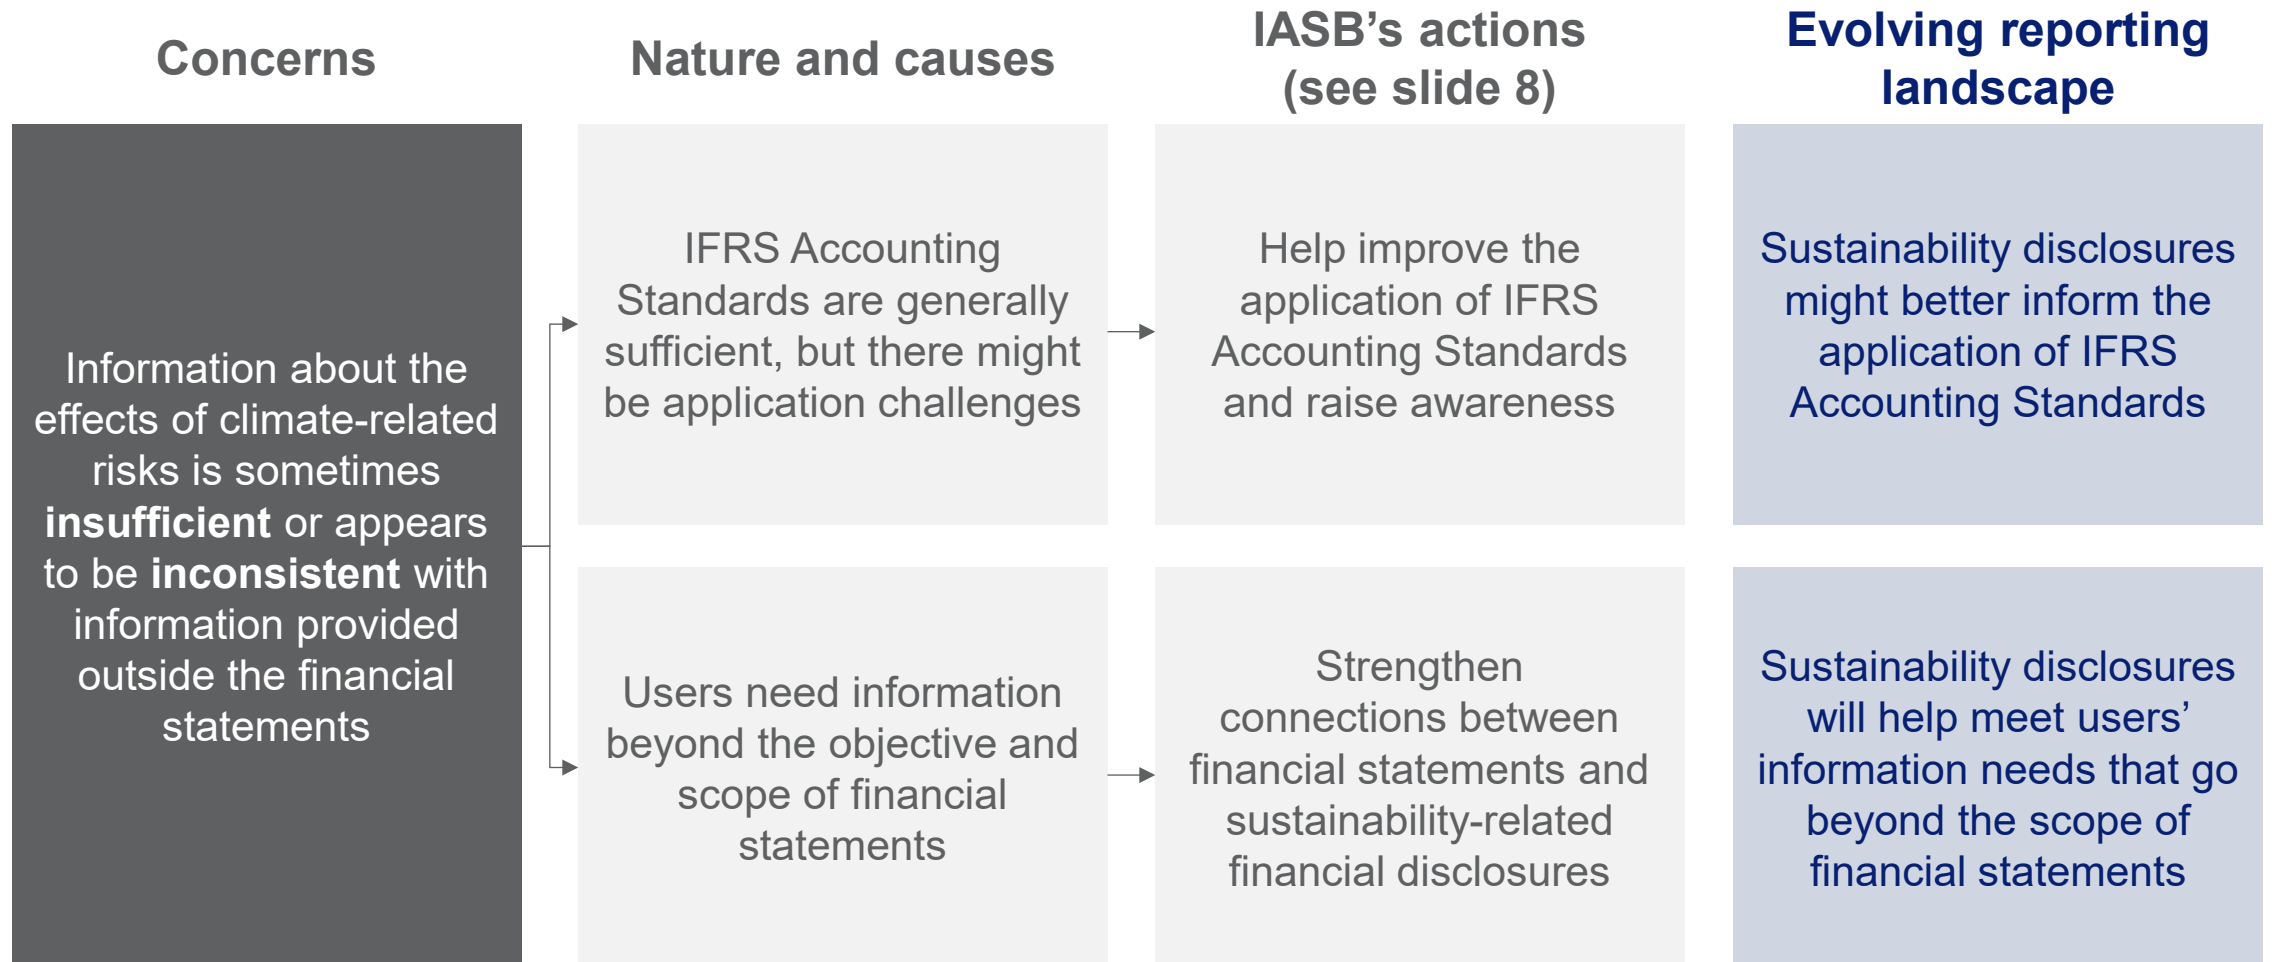 Concerns
Nature and causes
IASB’s actions
(see slide 8)
Evolving reporting
landscape
Information about the
effects of climate-related
risks is sometimes
insufficient or appears
to be inconsistent with
information provided
outside the financial
statements
IFRS Accounting
Standards are generally
sufficient, but there might
be application challenges
Help improve the
application of IFRS
Accounting Standards
and raise awareness
Sustainability disclosures
might better inform the
application of IFRS
Accounting Standards
Users need information
beyond the objective and
scope of financial
statements
Strengthen
connections between
financial statements and
sustainability-related
financial disclosures
Sustainability disclosures
will help meet users’
information needs that go
beyond the scope of
financial statements